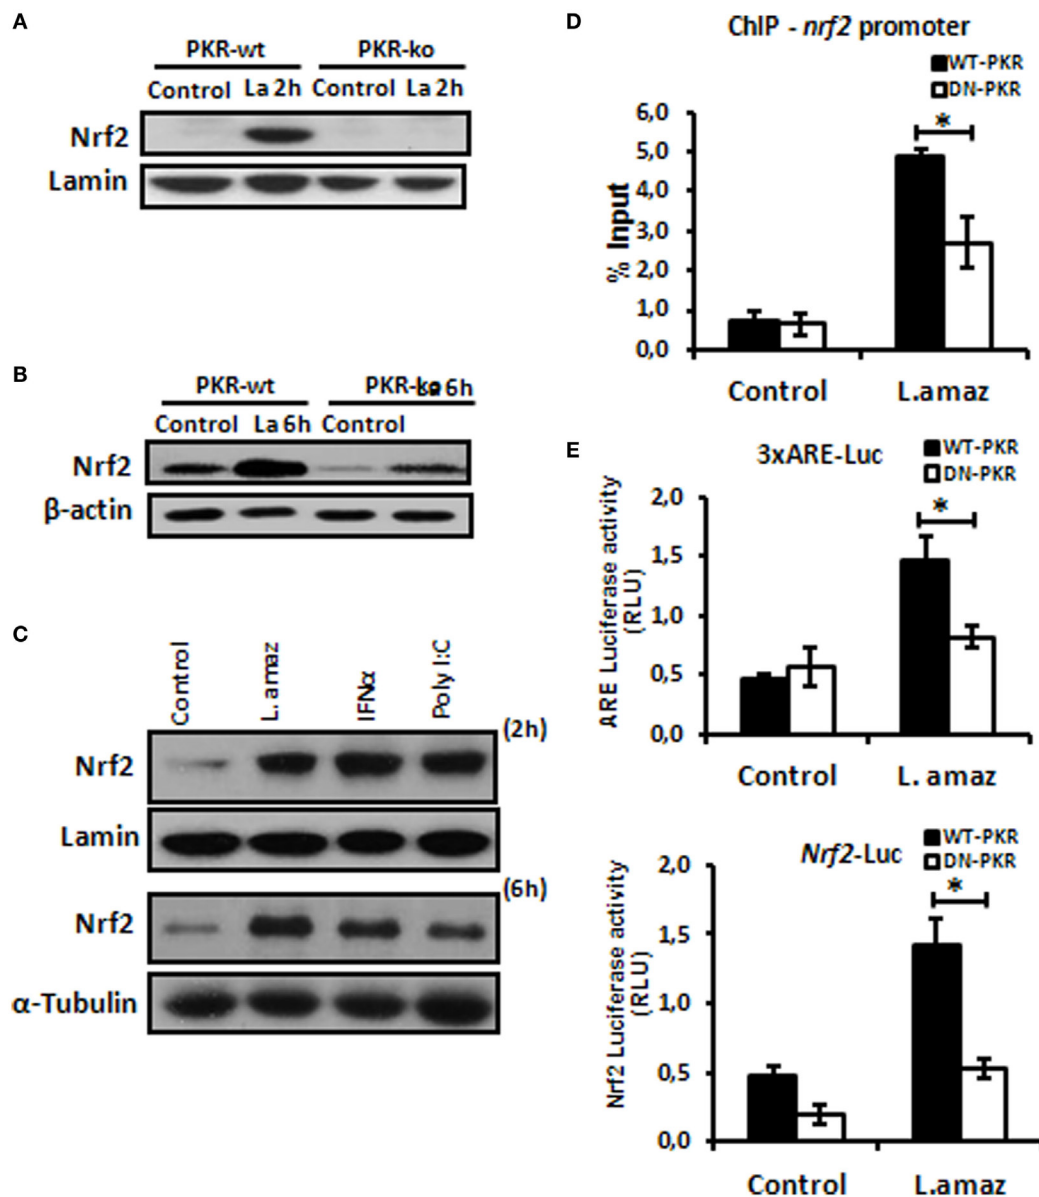 A
PKR-wt PKR-ko
Control La 2h Control La 2h
Nrf2
Lamin
B
PKR-wt PKR-ko
Control La 6h Control La 6h
Nrf2
β-actin
C
Control L. amaz IFNα Poly I:C
(2h)
Nrf2
Lamin
(6h)
Nrf2
α-Tubulin
D
ChIP - nrf2 promoter
WT-PKR
DN-PKR
*
% Input
6,0
5,0
4,0
3,0
2,0
1,0
0,0
Control L.amaz
E
3xARE-Luc
WT-PKR
DN-PKR
*
ARE Luciferase activity
(RLU)
2,0
1,5
1,0
0,5
0,0
Control L. amaz
Nrf2-Luc
WT-PKR
DN-PKR
*
Nrf2 Luciferase activity
(RLU)
2,0
1,5
1,0
0,5
0,0
Control L.amaz